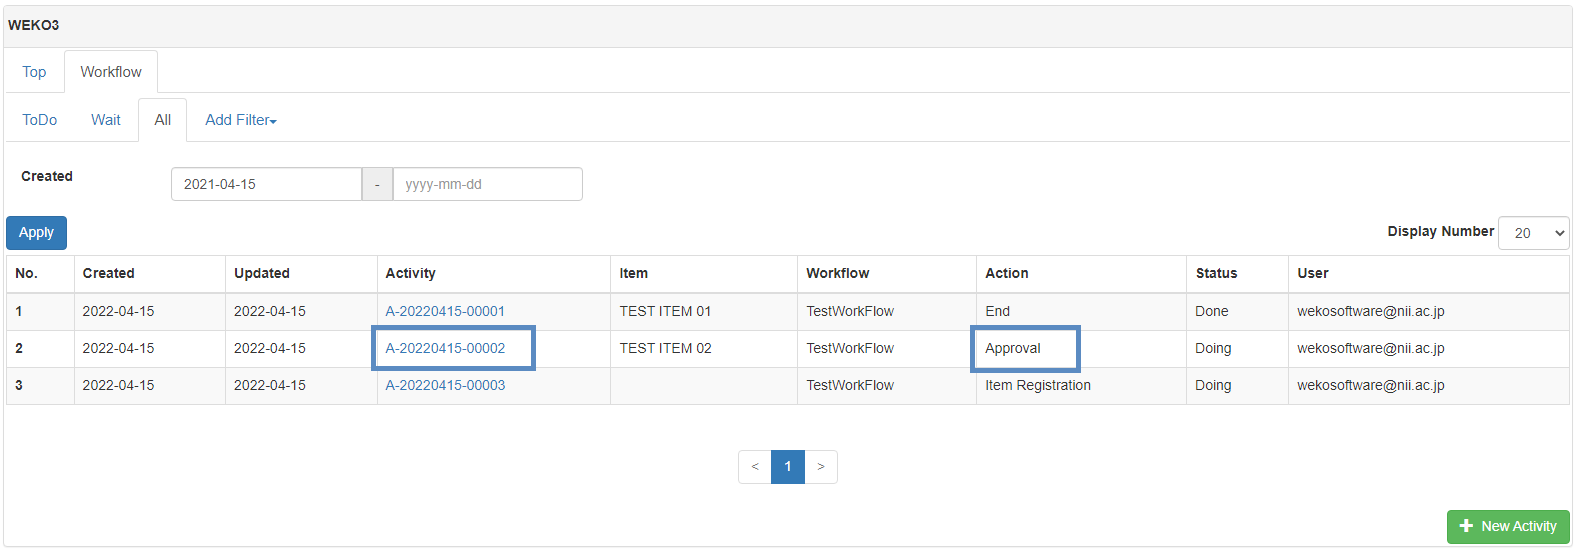 WEKO3
Top Workflow
ToDo Wait All Add Filter
Created 2021-04-15 - yyyy-mm-dd
Apply Display Number 20
No. Created Updated Activity Item Workflow Action Status User
1 2022-04-15 2022-04-15 A-20220415-00001 TEST ITEM 01 TestWorkFlow End Done wekosoftware@nii.ac.jp
2 2022-04-15 2022-04-15 A-20220415-00002 TEST ITEM 02 TestWorkFlow Approval Doing wekosoftware@nii.ac.jp
3 2022-04-15 2022-04-15 A-20220415-00003 TestWorkFlow Item Registration Doing wekosoftware@nii.ac.jp
< 1 >
New Activity